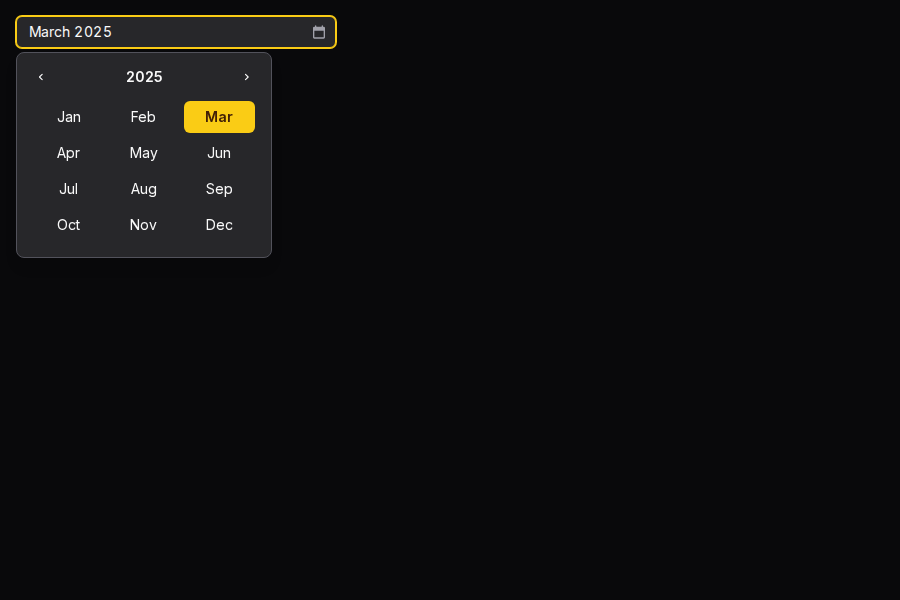 March 2025
‹ 2025 ›
Jan Feb Mar
Apr May Jun
Jul Aug Sep
Oct Nov Dec